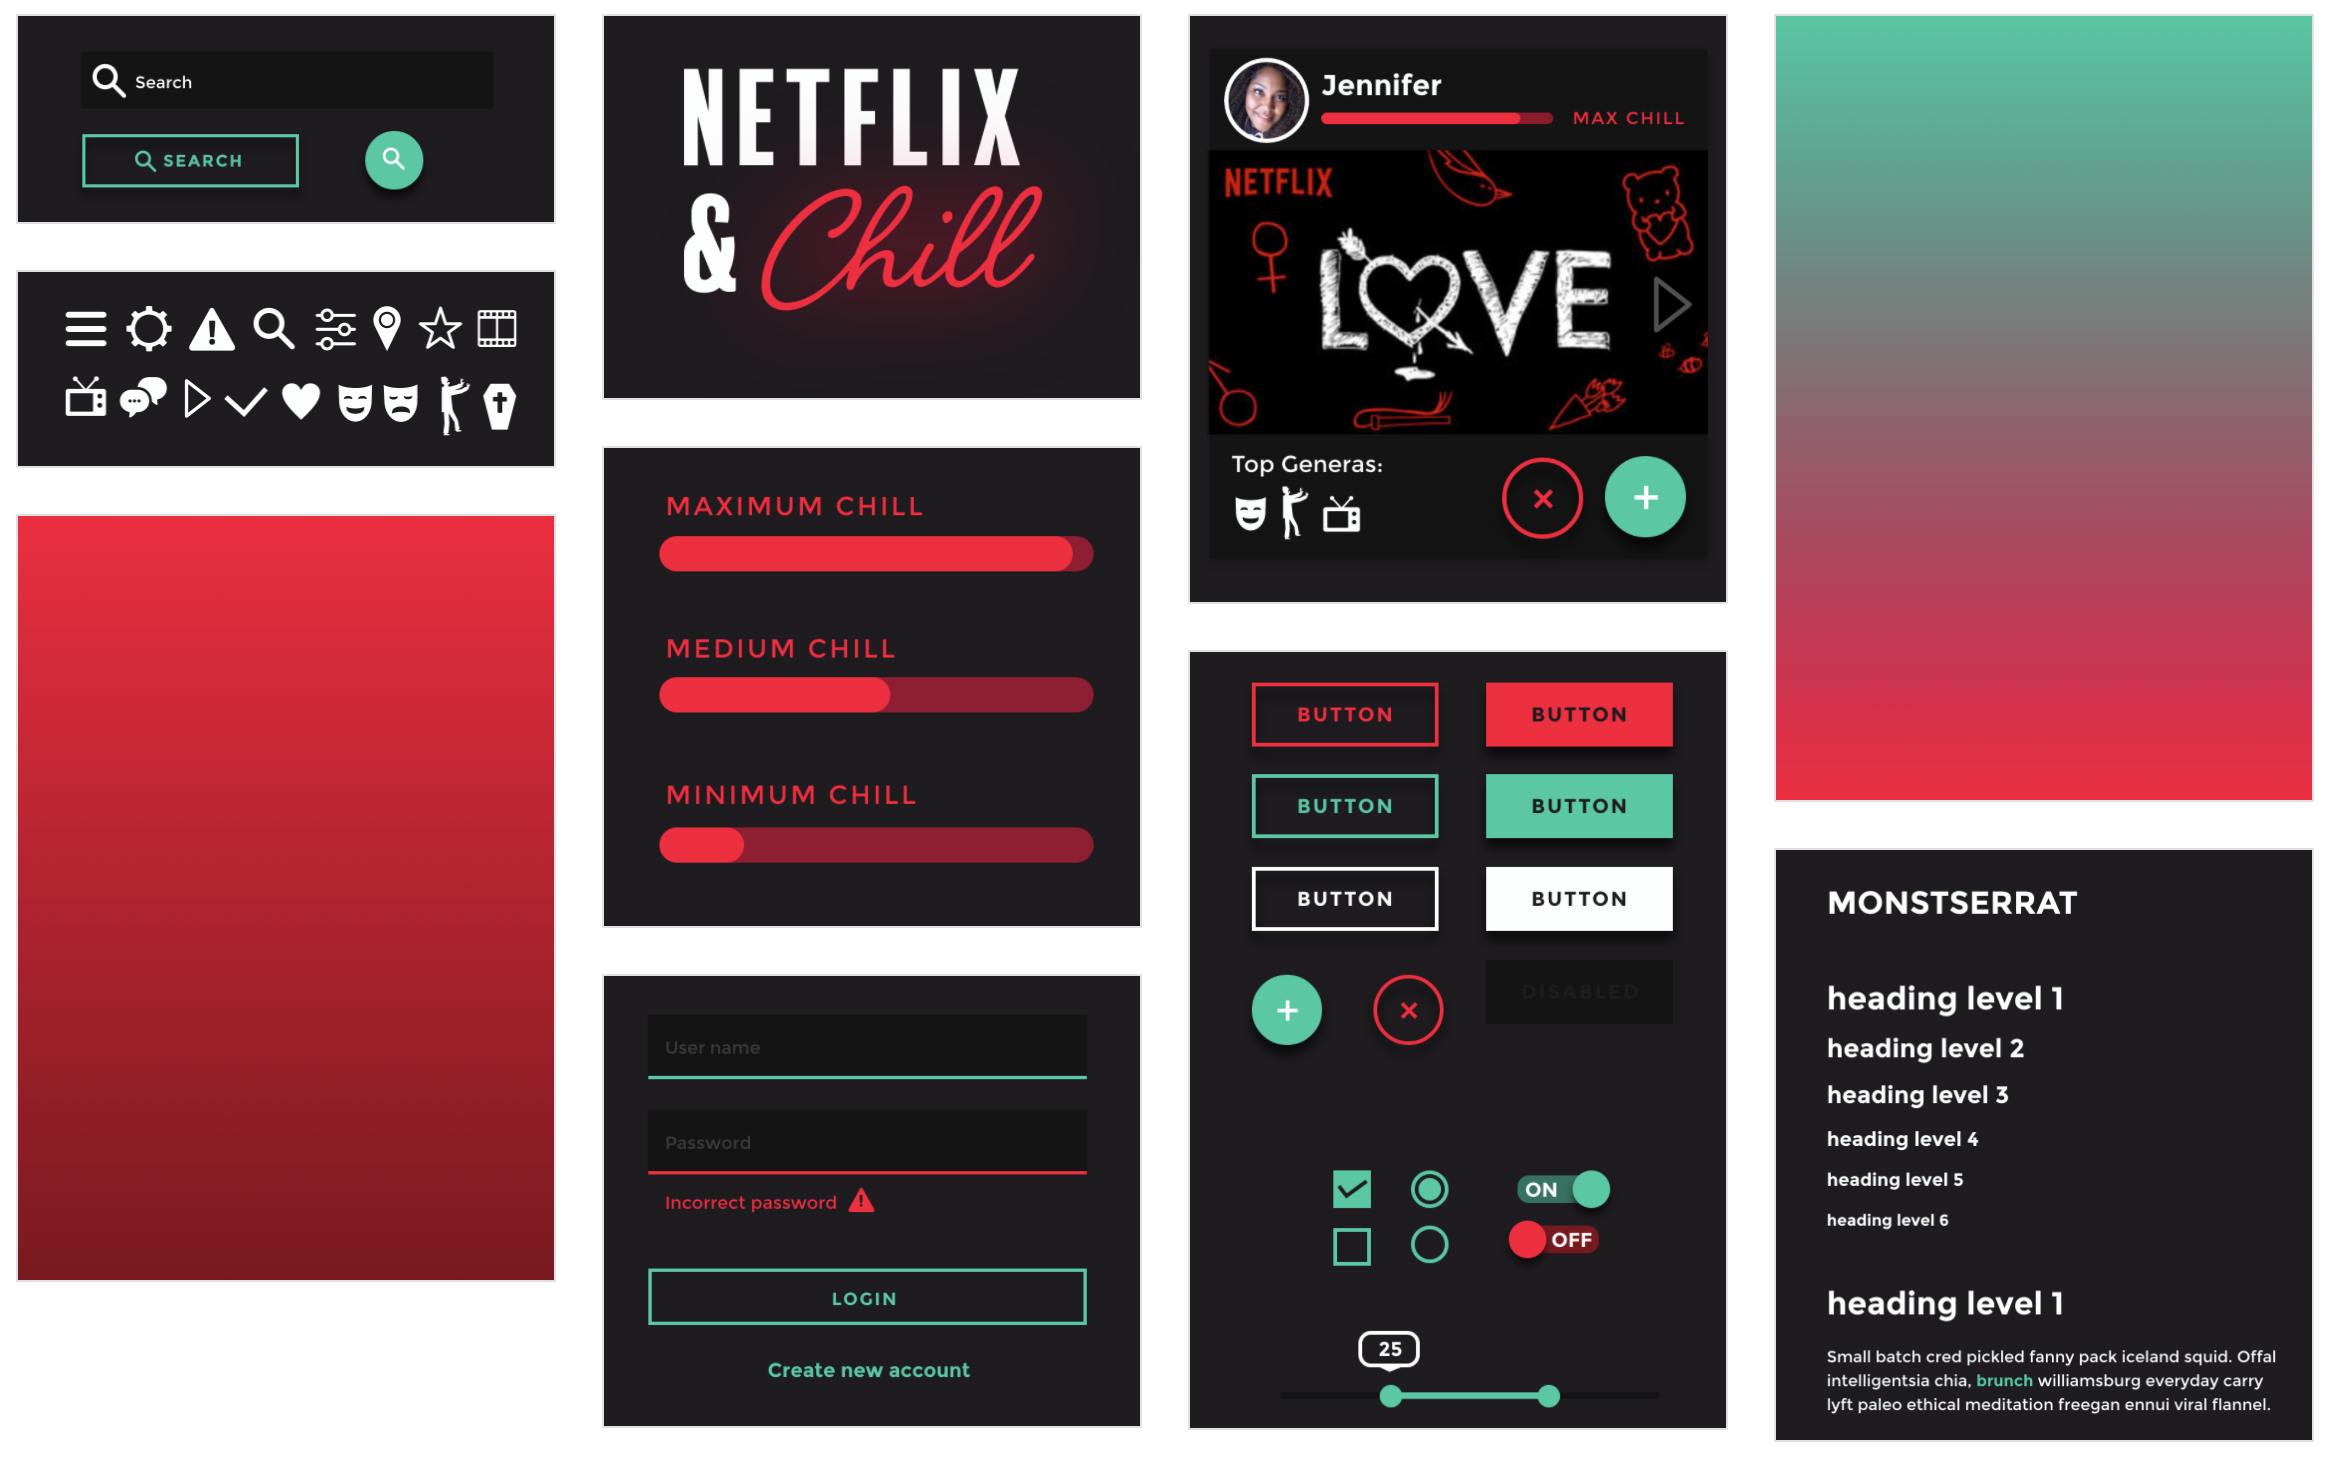 Search
SEARCH
NETFLIX
& Chill
MAXIMUM CHILL
MEDIUM CHILL
MINIMUM CHILL
User name
Password
Incorrect password
LOGIN
Create new account
Jennifer
MAX CHILL
NETFLIX
LOVE
Top Generas:
BUTTON
BUTTON
BUTTON
BUTTON
BUTTON
BUTTON
DISABLED
ON
OFF
25
MONSTSERRAT
heading level 1
heading level 2
heading level 3
heading level 4
heading level 5
heading level 6
heading level 1
Small batch cred pickled fanny pack iceland squid. Offal
intelligentsia chia, brunch williamsburg everyday carry
lyft paleo ethical meditation freegan ennui viral flannel.